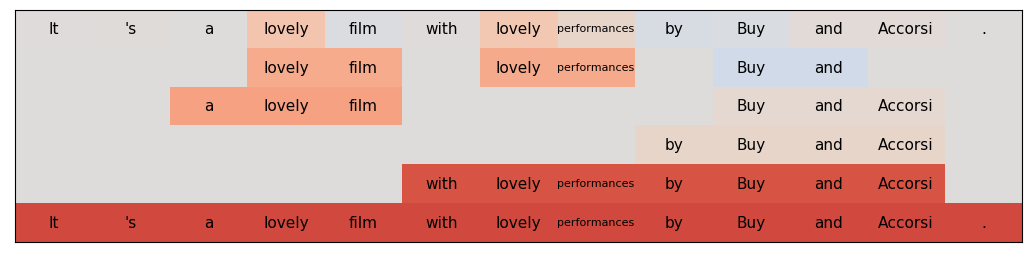 It 's a lovely film with lovely performances by Buy and Accorsi .
lovely film lovely performances Buy and
a lovely film Buy and Accorsi
by Buy and Accorsi
with lovely performances by Buy and Accorsi
It 's a lovely film with lovely performances by Buy and Accorsi .